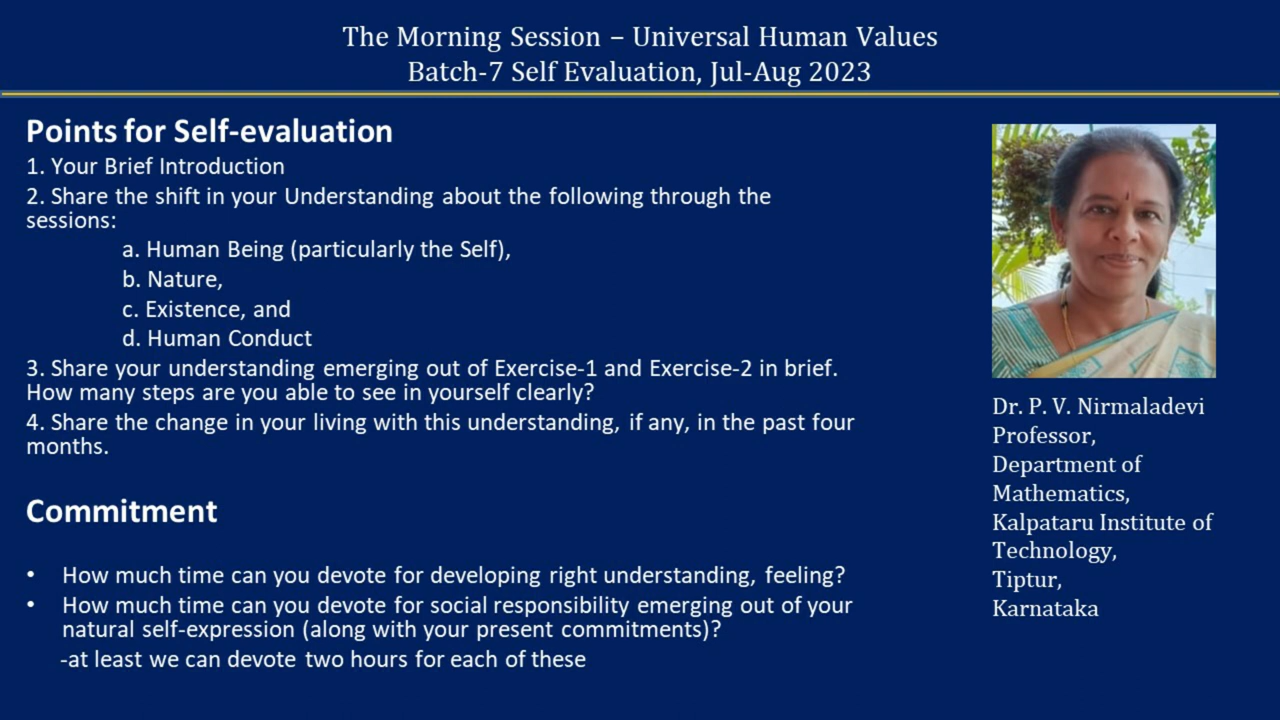 The Morning Session – Universal Human Values
Batch-7 Self Evaluation, Jul-Aug 2023
Points for Self-evaluation
1. Your Brief Introduction
2. Share the shift in your Understanding about the following through the
sessions:
a. Human Being (particularly the Self),
b. Nature,
c. Existence, and
d. Human Conduct
3. Share your understanding emerging out of Exercise-1 and Exercise-2 in brief.
How many steps are you able to see in yourself clearly?
4. Share the change in your living with this understanding, if any, in the past four
months.
Commitment
• How much time can you devote for developing right understanding, feeling?
• How much time can you devote for social responsibility emerging out of your
natural self-expression (along with your present commitments)?
-at least we can devote two hours for each of these
Dr. P. V. Nirmaladevi
Professor,
Department of
Mathematics,
Kalpataru Institute of
Technology,
Tiptur,
Karnataka